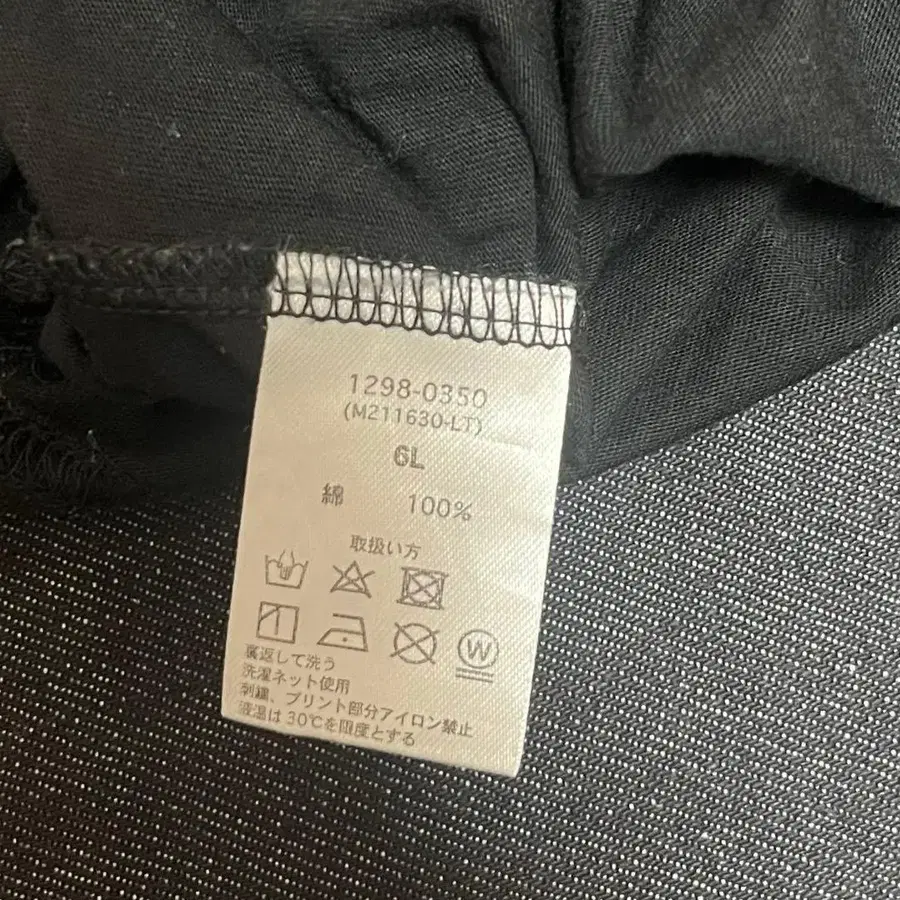 1298-0350
(M211630-LT)
6L
綿 100%
取扱い方
W
裏返して洗う
洗濯ネット使用
刺繍、プリント部分アイロン禁止
液温は30℃を限度とする